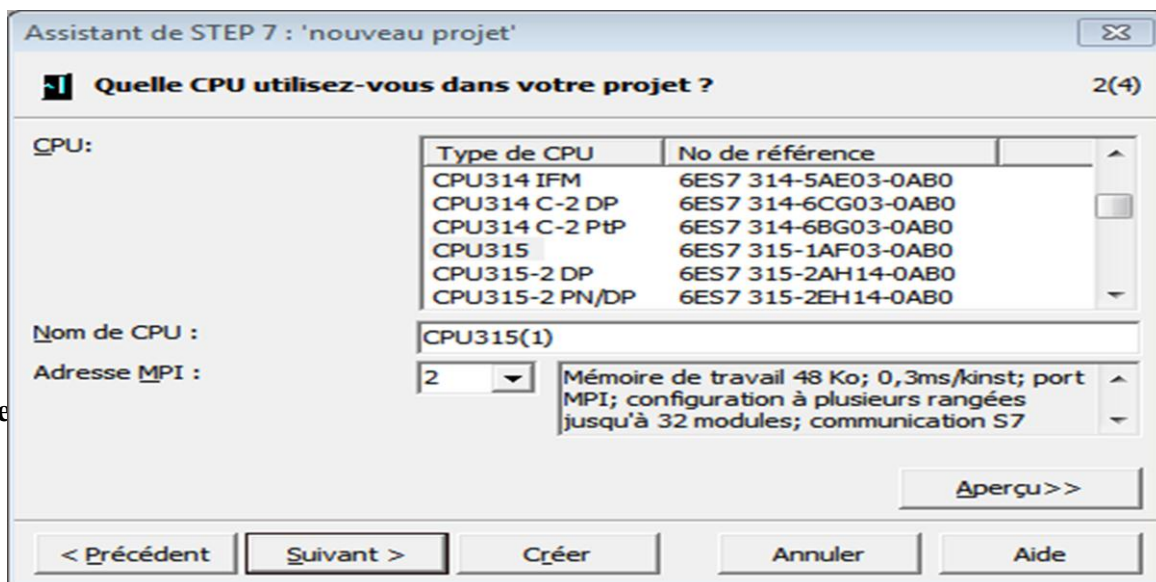 Assistant de STEP 7 : 'nouveau projet'
Quelle CPU utilisez-vous dans votre projet ? 2(4)
CPU:
Type de CPU No de référence
CPU314 IFM 6ES7 314-5AE03-0AB0
CPU314 C-2 DP 6ES7 314-6CG03-0AB0
CPU314 C-2 PtP 6ES7 314-6BG03-0AB0
CPU315 6ES7 315-1AF03-0AB0
CPU315-2 DP 6ES7 315-2AH14-0AB0
CPU315-2 PN/DP 6ES7 315-2EH14-0AB0
Nom de CPU : CPU315(1)
Adresse MPI : 2
Mémoire de travail 48 Ko; 0,3ms/kinst; port
MPI; configuration à plusieurs rangées
jusqu'à 32 modules; communication S7
e
Aperçu>>
< Précédent Suivant > Créer Annuler Aide